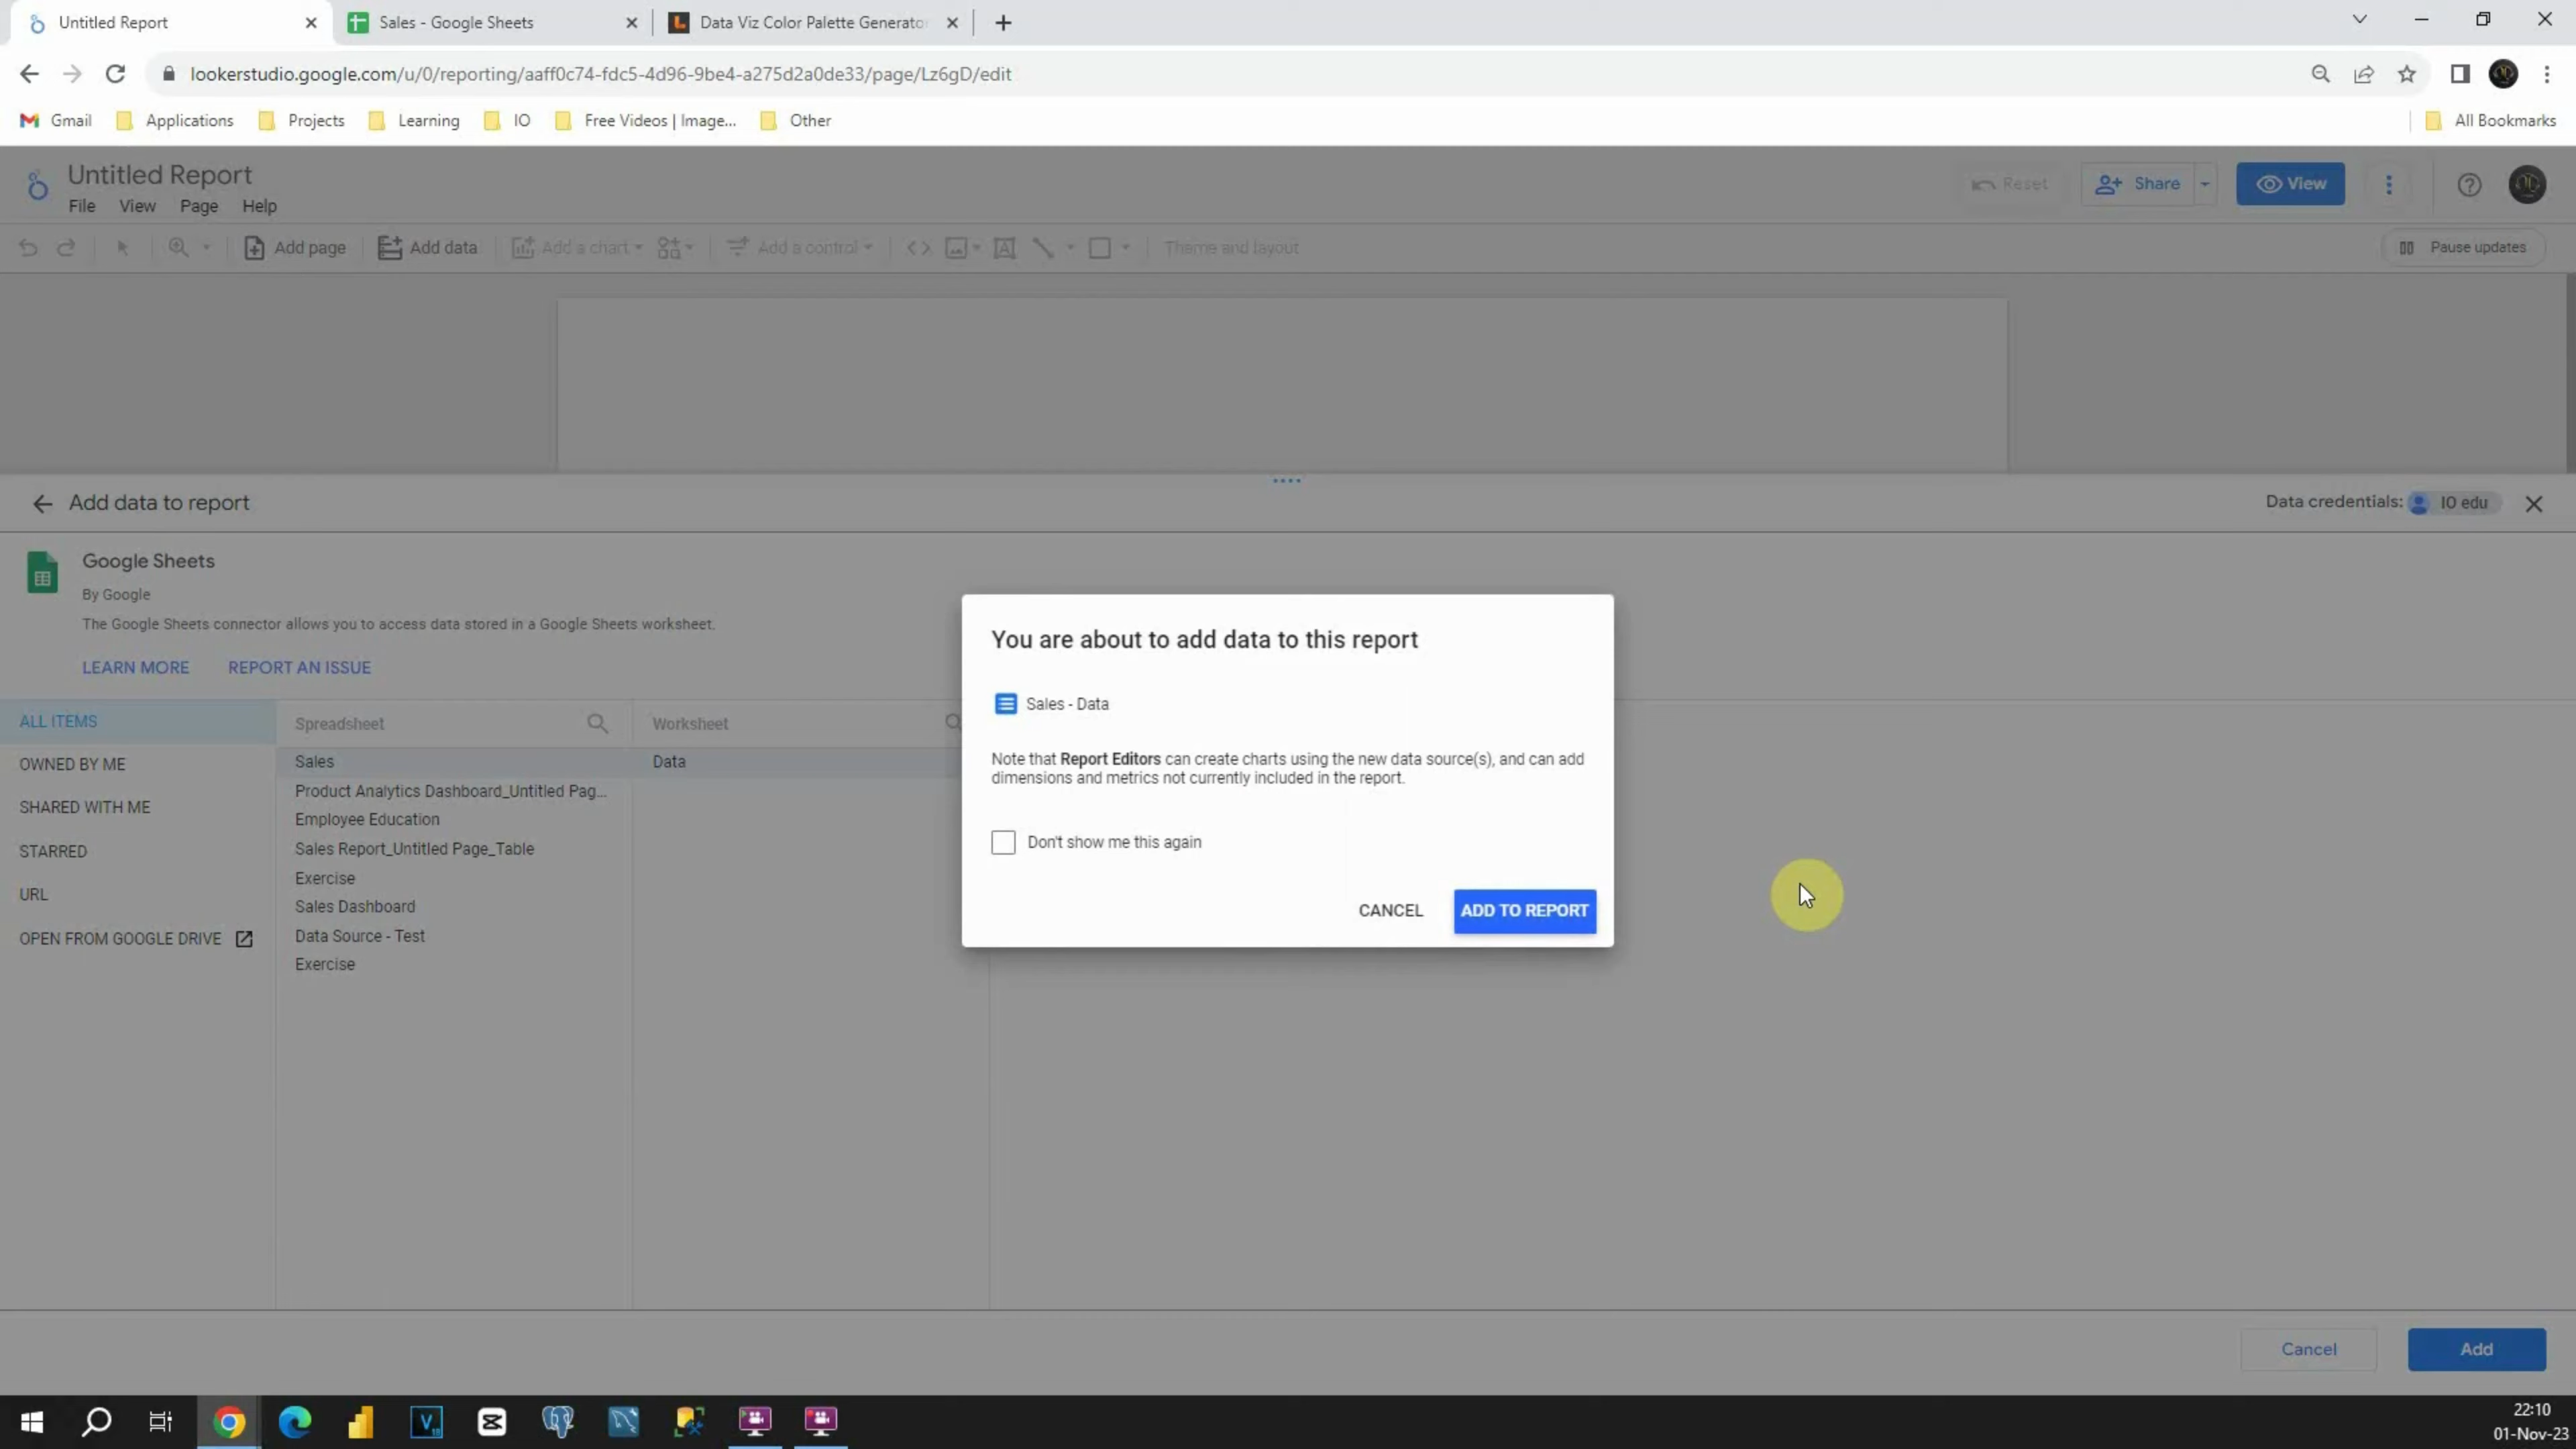 Untitled Report
Sales - Google Sheets
Data Viz Color Palette Generato
lookerstudio.google.com/u/0/reporting/aaff0c74-fdc5-4d96-9be4-a275d2a0de33/page/Lz6gD/edit
Gmail
Applications
Projects
Learning
IO
Free Videos | Image...
Other
All Bookmarks
Untitled Report
Reset
Share
View
File
View
Page
Help
Add page
Add data
Add a chart
Add a control
Theme and layout
Pause updates
Add data to report
Data credentials:
IO edu
Google Sheets
By Google
The Google Sheets connector allows you to access data stored in a Google Sheets worksheet.
LEARN MORE
REPORT AN ISSUE
ALL ITEMS
OWNED BY ME
SHARED WITH ME
STARRED
URL
OPEN FROM GOOGLE DRIVE
Spreadsheet
Sales
Product Analytics Dashboard_Untitled Pag...
Employee Education
Sales Report_Untitled Page_Table
Exercise
Sales Dashboard
Data Source - Test
Exercise
Worksheet
Data
You are about to add data to this report
Sales - Data
Note that Report Editors can create charts using the new data source(s), and can add
dimensions and metrics not currently included in the report.
Don't show me this again
CANCEL
ADD TO REPORT
Cancel
Add
22:10
01-Nov-23